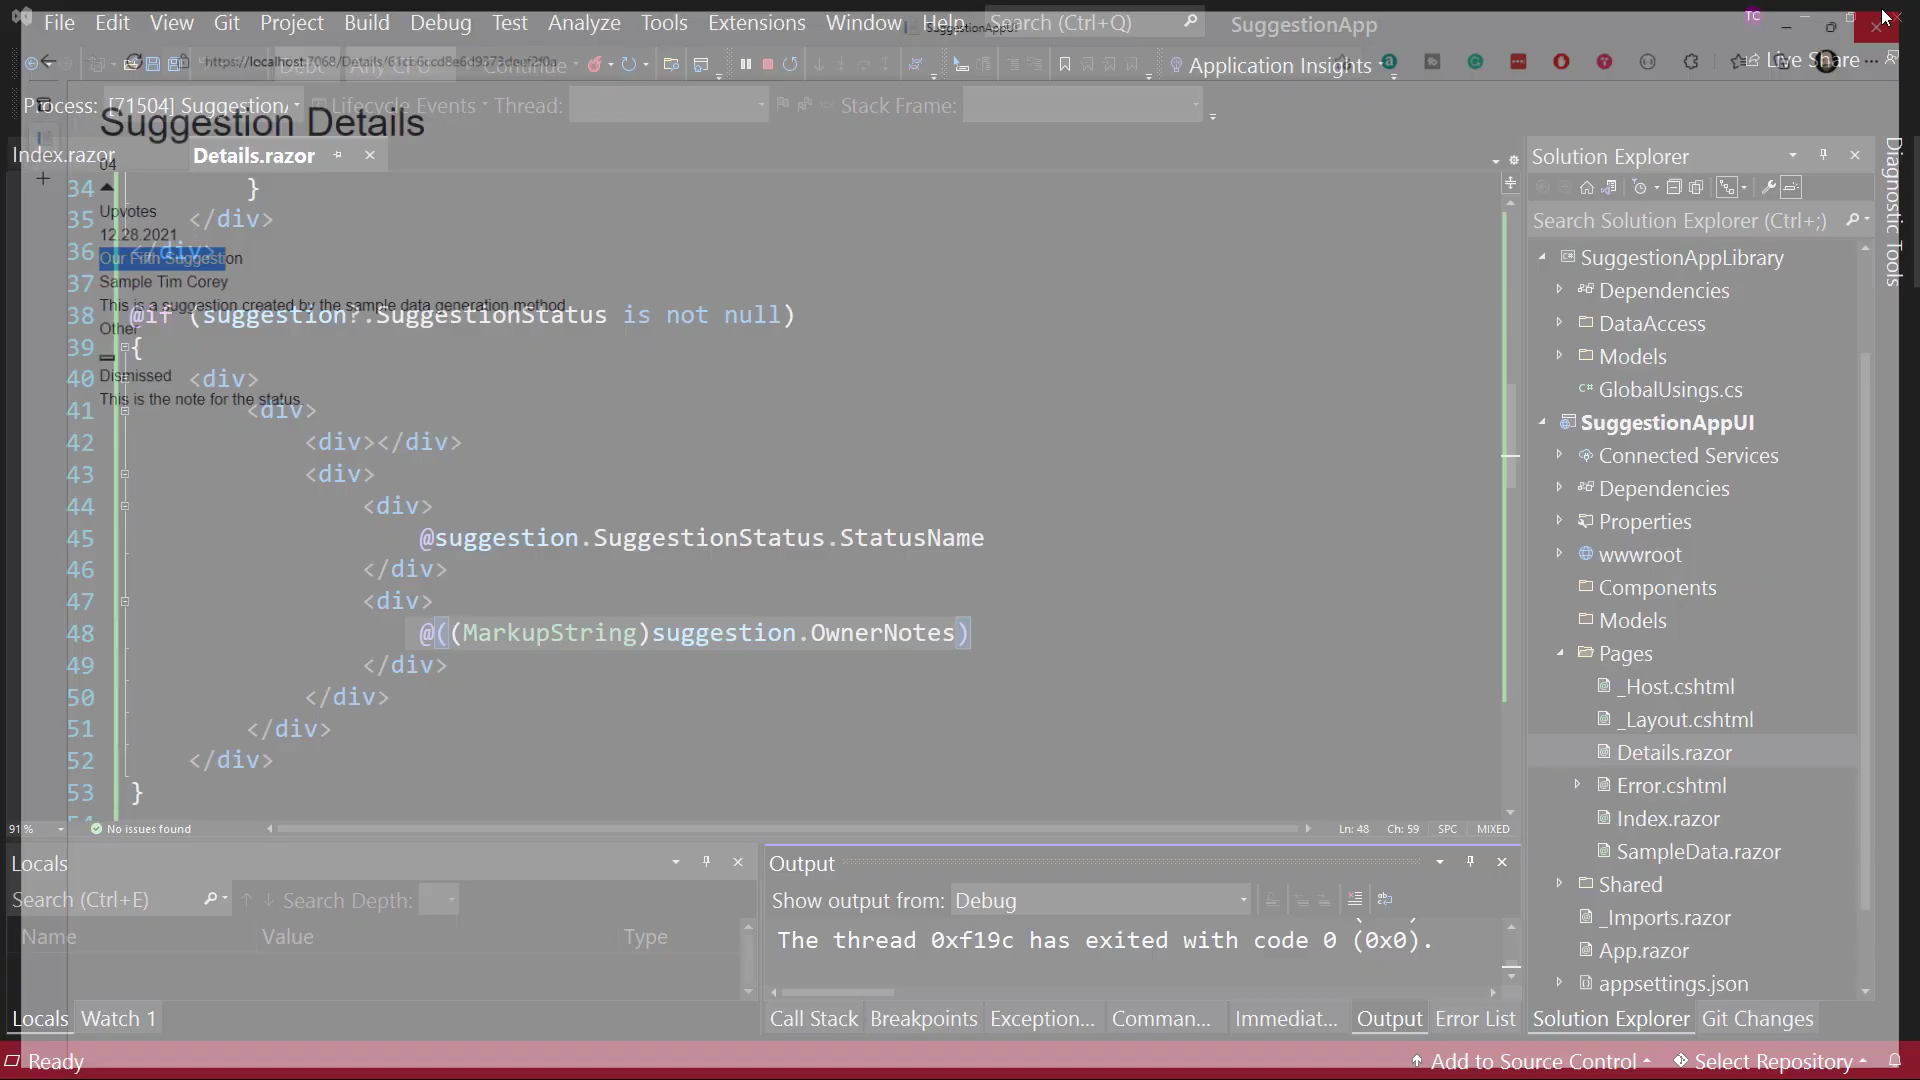 File Edit View Git Project Build Debug Test Analyze Tools Extensions Window Help Search (Ctrl+Q) SuggestionApp
SuggestionAppUI
TC
Application Insights Live Share
Process: [71504] Suggestion Lifecycle Events Thread: Stack Frame:
Suggestion Details
Index.razor Details.razor
04
Upvotes
12.28.2021
Our Fifth Suggestion
Sample Tim Corey
This is a suggestion created by the sample data generation method
Other
Dismissed
This is the note for the status
34 }
35 </div>
36 </div>
37
38 @if (suggestion?.SuggestionStatus is not null)
39 {
40 <div>
41 <div>
42 <div></div>
43 <div>
44 <div>
45 @suggestion.SuggestionStatus.StatusName
46 </div>
47 <div>
48 @((MarkupString)suggestion.OwnerNotes)
49 </div>
50 </div>
51 </div>
52 </div>
53 }
91 % No issues found Ln: 48 Ch: 59 SPC MIXED
Locals
Search (Ctrl+E) Search Depth:
Name Value Type
Locals Watch 1
Output
Show output from: Debug
The thread 0xf19c has exited with code 0 (0x0).
Call Stack Breakpoints Exception... Comman... Immediat... Output Error List
Solution Explorer
Search Solution Explorer (Ctrl+;)
SuggestionAppLibrary
Dependencies
DataAccess
Models
GlobalUsings.cs
SuggestionAppUI
Connected Services
Dependencies
Properties
wwwroot
Components
Models
Pages
_Host.cshtml
_Layout.cshtml
Details.razor
Error.cshtml
Index.razor
SampleData.razor
Shared
_Imports.razor
App.razor
appsettings.json
Solution Explorer Git Changes
Diagnostic Tools
Ready Add to Source Control Select Repository